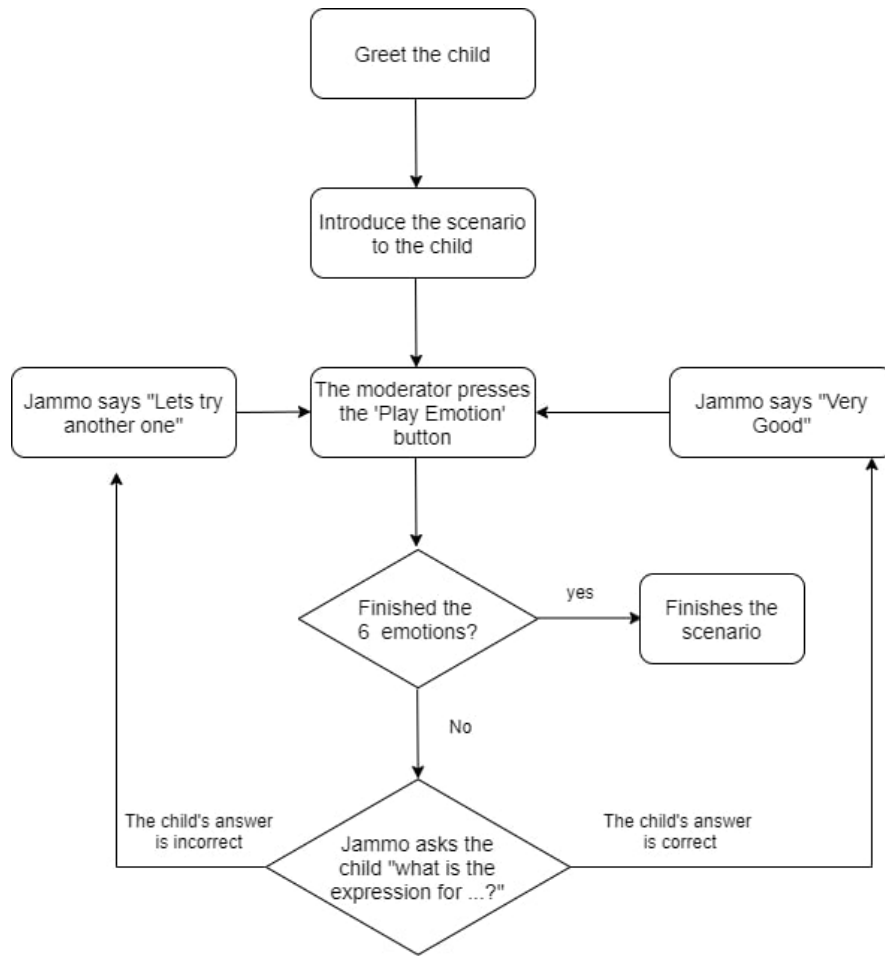 Greet the child
Introduce the scenario
to the child
Jammo says "Lets try
another one"
The moderator presses
the 'Play Emotion'
button
Jammo says "Very
Good"
Finished the
6 emotions?
yes
Finishes the
scenario
No
The child's answer
is incorrect
Jammo asks the
child "what is the
expression for ...?"
The child's answer
is correct